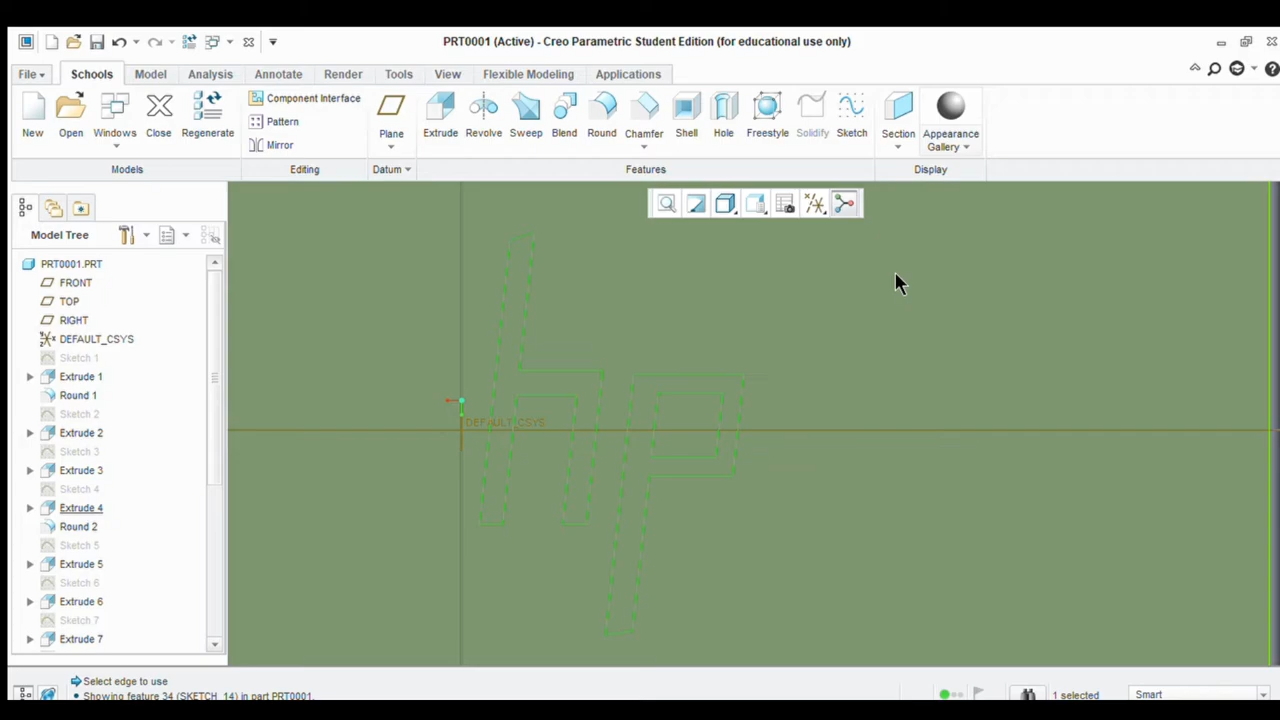 PRT0001 (Active) - Creo Parametric Student Edition (for educational use only)
File Schools Model Analysis Annotate Render Tools View Flexible Modeling Applications
New Open Windows Close Regenerate
Component Interface
Pattern
Mirror
Plane
Extrude Revolve Sweep Blend Round Chamfer Shell Hole Freestyle Solidify Sketch
Section Appearance Gallery
Models Editing Datum Features Display
Model Tree
PRT0001.PRT
FRONT
TOP
RIGHT
DEFAULT_CSYS
Sketch 1
Extrude 1
Round 1
Sketch 2
Extrude 2
Sketch 3
Extrude 3
Sketch 4
Extrude 4
Round 2
Sketch 5
Extrude 5
Sketch 6
Extrude 6
Sketch 7
Extrude 7
hp
DEFAULT_CSYS
Select edge to use
Showing feature 34 (SKETCH_14) in part PRT0001.
1 selected
Smart